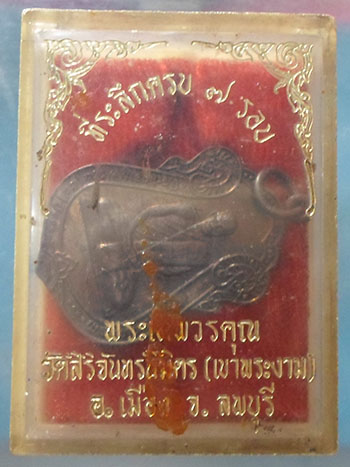 ที่ระลึกครบ ๗ รอบ
วัดสิริจันทรนิมิตร (เขาพระงาม)
อ. เมือง จ. ลพบุรี